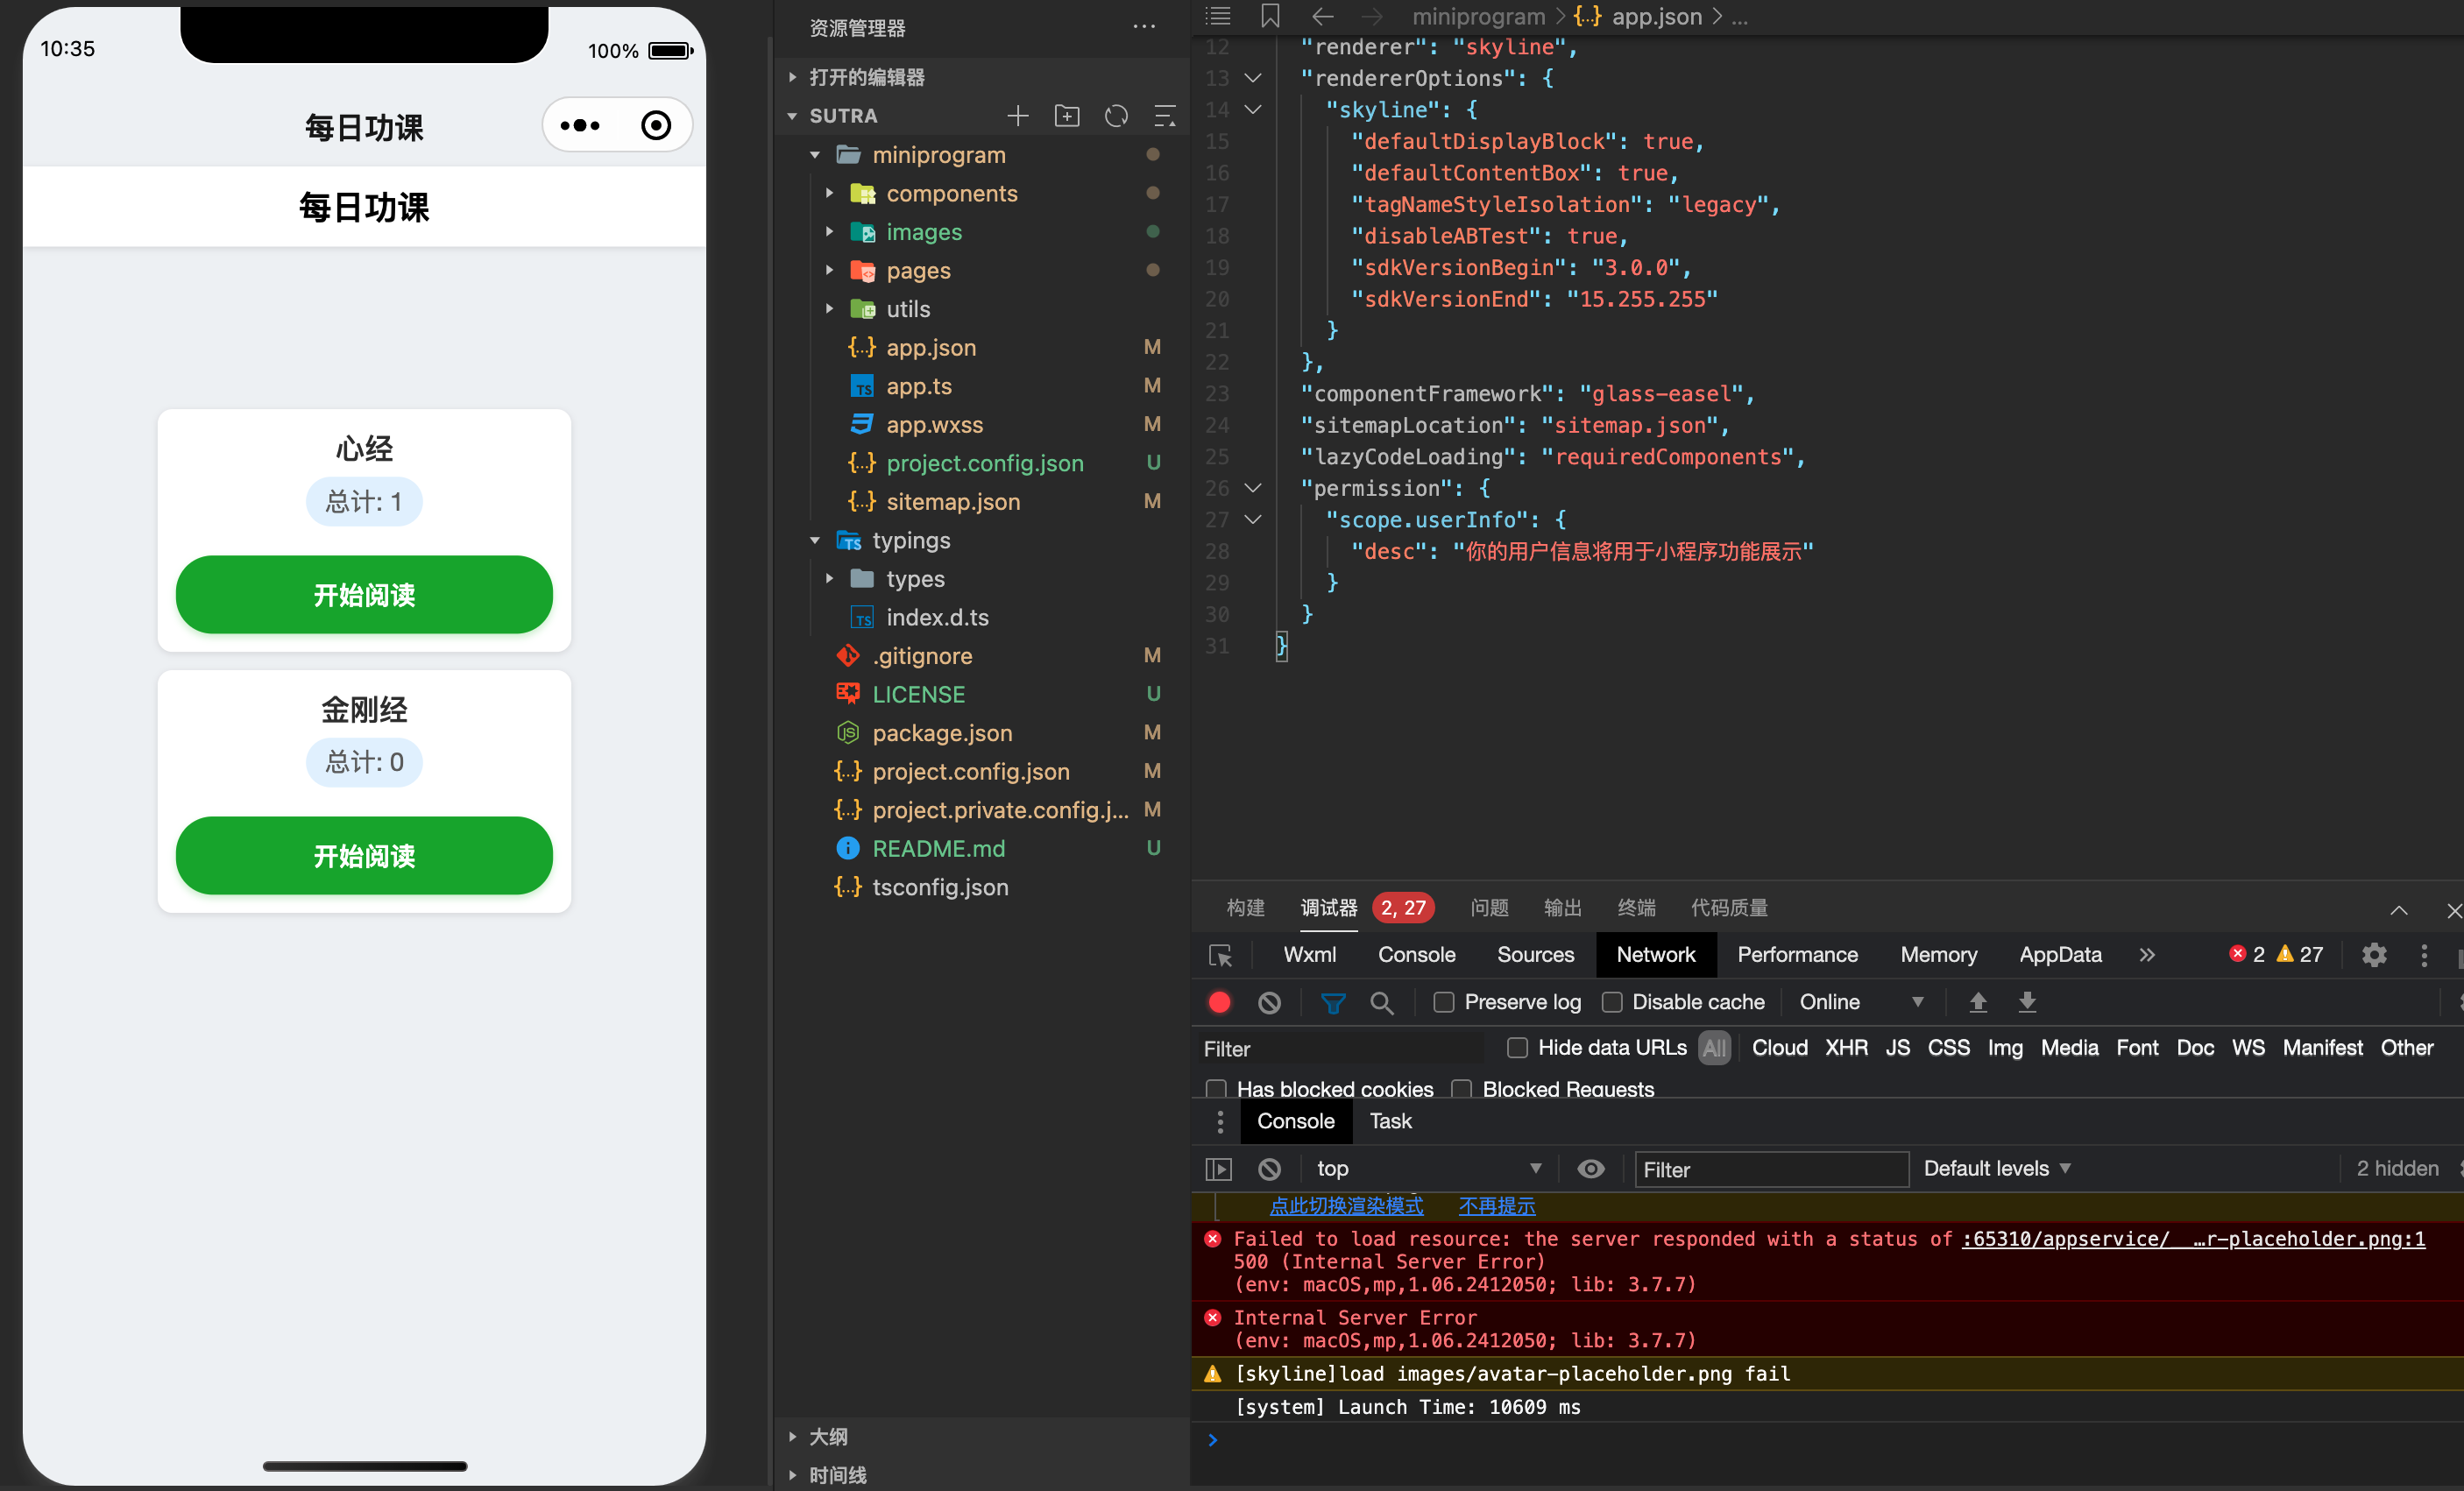 10:35
100%
每日功课
每日功课
心经
总计: 1
开始阅读
金刚经
总计: 0
开始阅读
资源管理器
打开的编辑器
SUTRA
miniprogram
components
images
pages
utils
app.json M
app.ts M
app.wxss M
project.config.json U
sitemap.json M
typings
types
index.d.ts
.gitignore M
LICENSE U
package.json M
project.config.json M
project.private.config.j... M
README.md U
tsconfig.json
大纲
时间线
miniprogram > {..} app.json > ...
12 "renderer": "skyline",
13 "rendererOptions": {
14 "skyline": {
15 "defaultDisplayBlock": true,
16 "defaultContentBox": true,
17 "tagNameStyleIsolation": "legacy",
18 "disableABTest": true,
19 "sdkVersionBegin": "3.0.0",
20 "sdkVersionEnd": "15.255.255"
21 }
22 },
23 "componentFramework": "glass-easel",
24 "sitemapLocation": "sitemap.json",
25 "lazyCodeLoading": "requiredComponents",
26 "permission": {
27 "scope.userInfo": {
28 "desc": "你的用户信息将用于小程序功能展示"
29 }
30 }
31 }
构建 调试器 2, 27 问题 输出 终端 代码质量
Wxml Console Sources Network Performance Memory AppData 2 27
Preserve log Disable cache Online
Filter Hide data URLs All Cloud XHR JS CSS Img Media Font Doc WS Manifest Other
Has blocked cookies Blocked Requests
Console Task
top Filter Default levels 2 hidden
点此切换渲染模式 不再提示
Failed to load resource: the server responded with a status of :65310/appservice/__…r-placeholder.png:1
500 (Internal Server Error)
(env: macOS,mp,1.06.2412050; lib: 3.7.7)
Internal Server Error
(env: macOS,mp,1.06.2412050; lib: 3.7.7)
[skyline]load images/avatar-placeholder.png fail
[system] Launch Time: 10609 ms